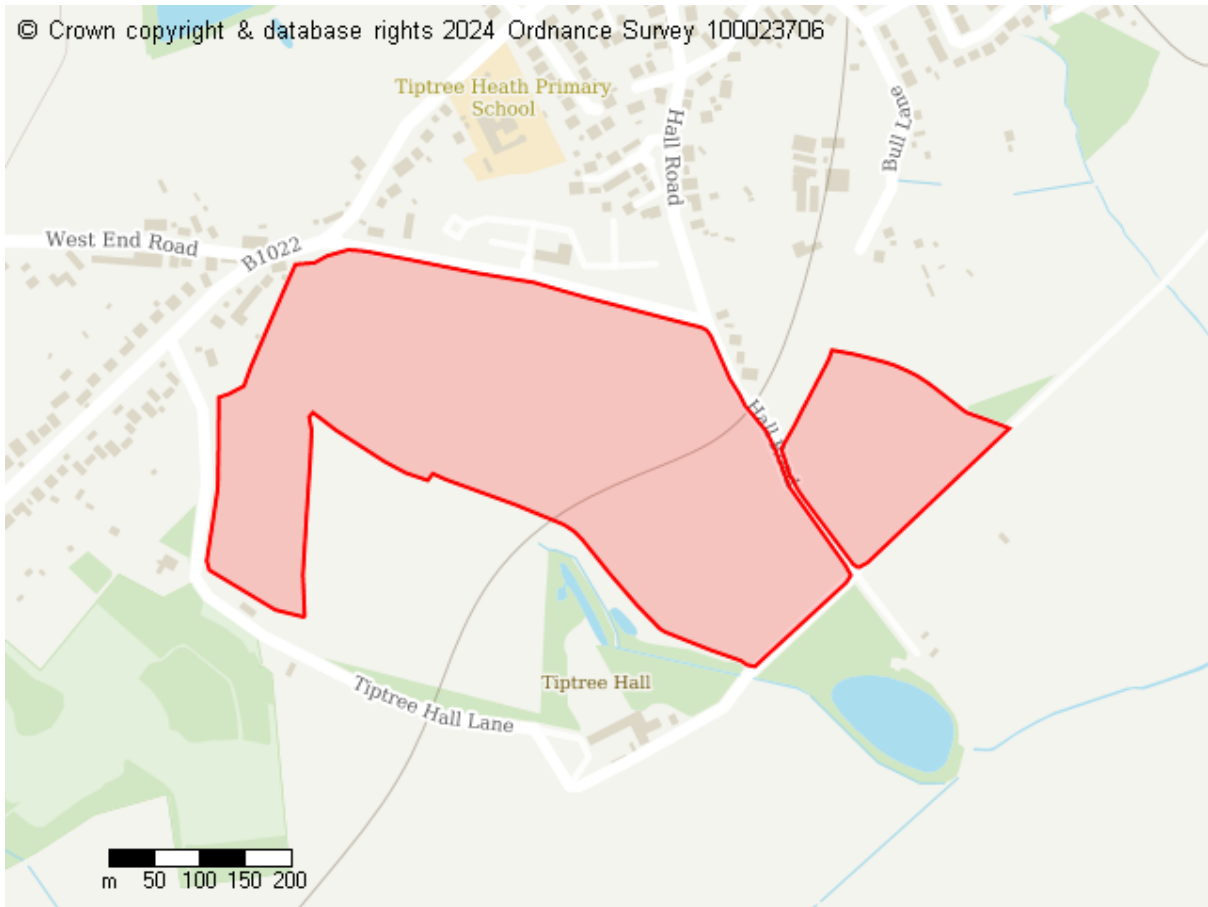 © Crown copyright & database rights 2024 Ordnance Survey 100023706
Tiptree Heath Primary
School
Hall Road
Bull Lane
West End Road
B1022
Hall
Tiptree Hall
Tiptree Hall Lane
m 50 100 150 200